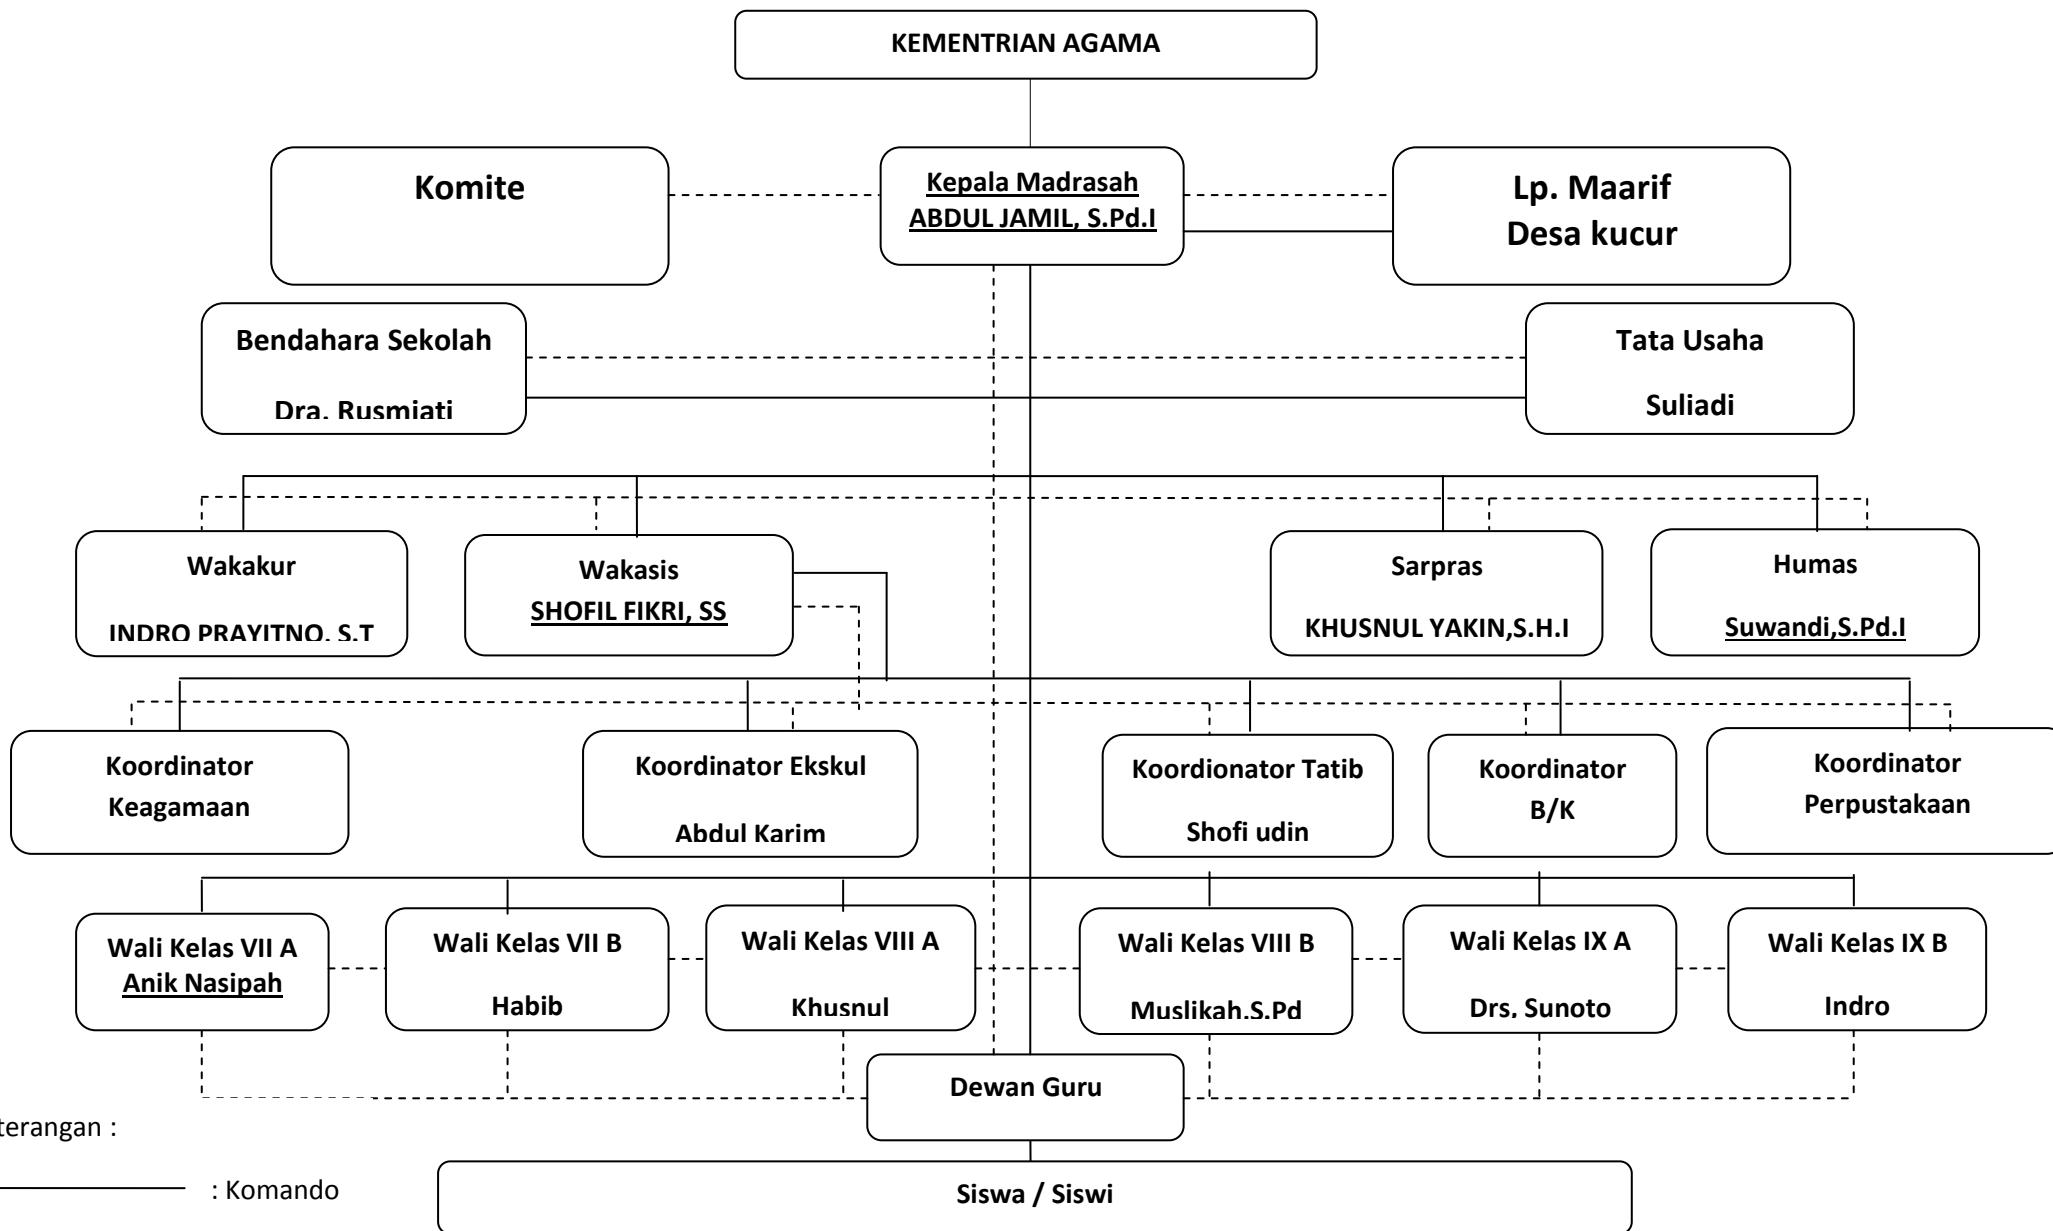 KEMENTRIAN AGAMA
Komite
Kepala Madrasah
ABDUL JAMIL, S.Pd.I
Lp. Maarif
Desa kucur
Bendahara Sekolah
Dra. Rusmiati
Tata Usaha
Suliadi
Wakakur
INDRO PRAYITNO. S.T
Wakasis
SHOFIL FIKRI, SS
Sarpras
KHUSNUL YAKIN,S.H.I
Humas
Suwandi,S.Pd.I
Koordinator
Keagamaan
Koordinator Ekskul
Abdul Karim
Koordionator Tatib
Shofi udin
Koordinator
B/K
Koordinator
Perpustakaan
Wali Kelas VII A
Anik Nasipah
Wali Kelas VII B
Habib
Wali Kelas VIII A
Khusnul
Wali Kelas VIII B
Muslikah.S.Pd
Wali Kelas IX A
Drs. Sunoto
Wali Kelas IX B
Indro
Dewan Guru
terangan :
: Komando
Siswa / Siswi